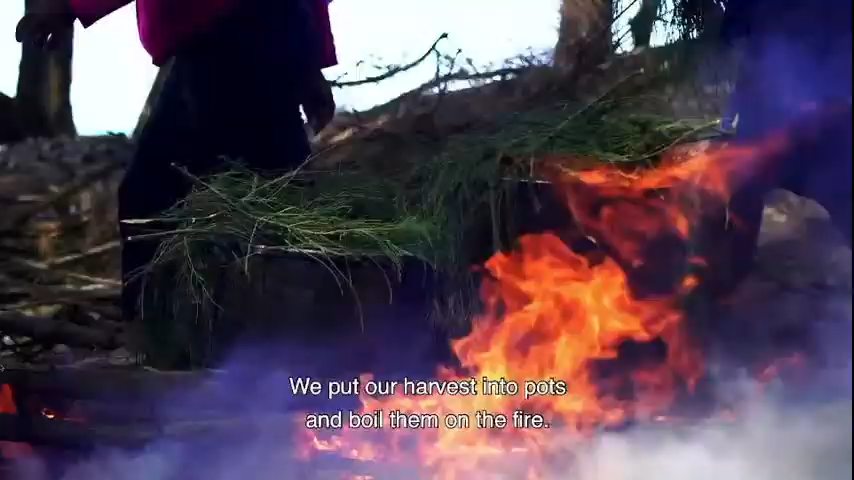 We put our harvest into pots
and boil them on the fire.